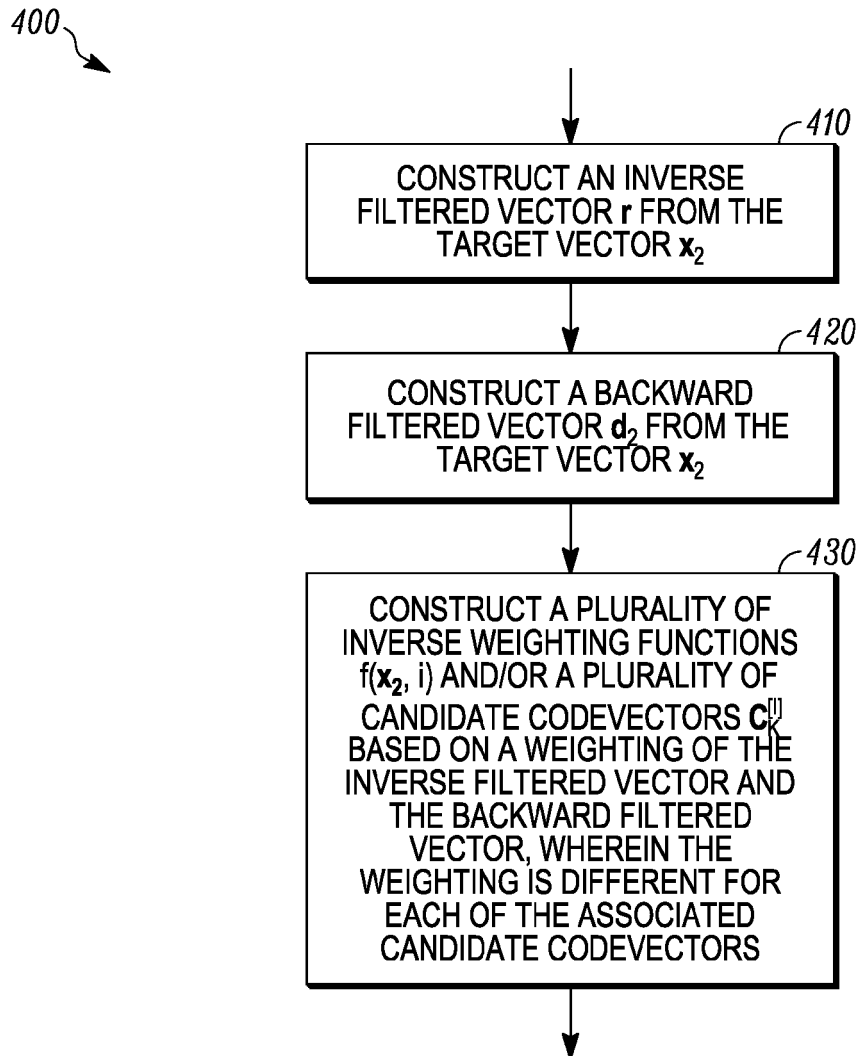 400
410
CONSTRUCT AN INVERSE
FILTERED VECTOR r FROM THE
TARGET VECTOR x₂
420
CONSTRUCT A BACKWARD
FILTERED VECTOR d₂ FROM THE
TARGET VECTOR x₂
430
CONSTRUCT A PLURALITY OF
INVERSE WEIGHTING FUNCTIONS
f(x₂, i) AND/OR A PLURALITY OF
CANDIDATE CODEVECTORS C_K^[I]
BASED ON A WEIGHTING OF THE
INVERSE FILTERED VECTOR AND
THE BACKWARD FILTERED
VECTOR, WHEREIN THE
WEIGHTING IS DIFFERENT FOR
EACH OF THE ASSOCIATED
CANDIDATE CODEVECTORS